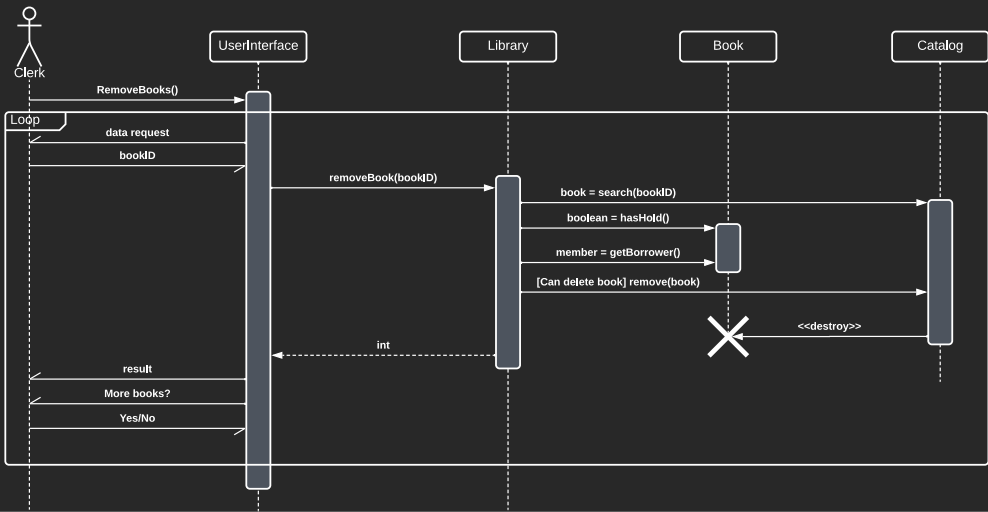 Clerk
UserInterface
Library
Book
Catalog
RemoveBooks()
Loop
data request
bookID
removeBook(bookID)
book = search(bookID)
boolean = hasHold()
member = getBorrower()
[Can delete book] remove(book)
<<destroy>>
int
result
More books?
Yes/No